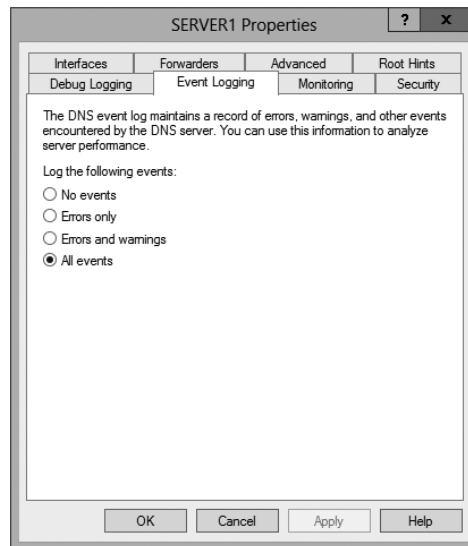 SERVER1 Properties
? x
Interfaces Forwarders Advanced Root Hints
Debug Logging Event Logging Monitoring Security
The DNS event log maintains a record of errors, warnings, and other events
encountered by the DNS server. You can use this information to analyze
server performance.
Log the following events:
No events
Errors only
Errors and warnings
All events
OK Cancel Apply Help